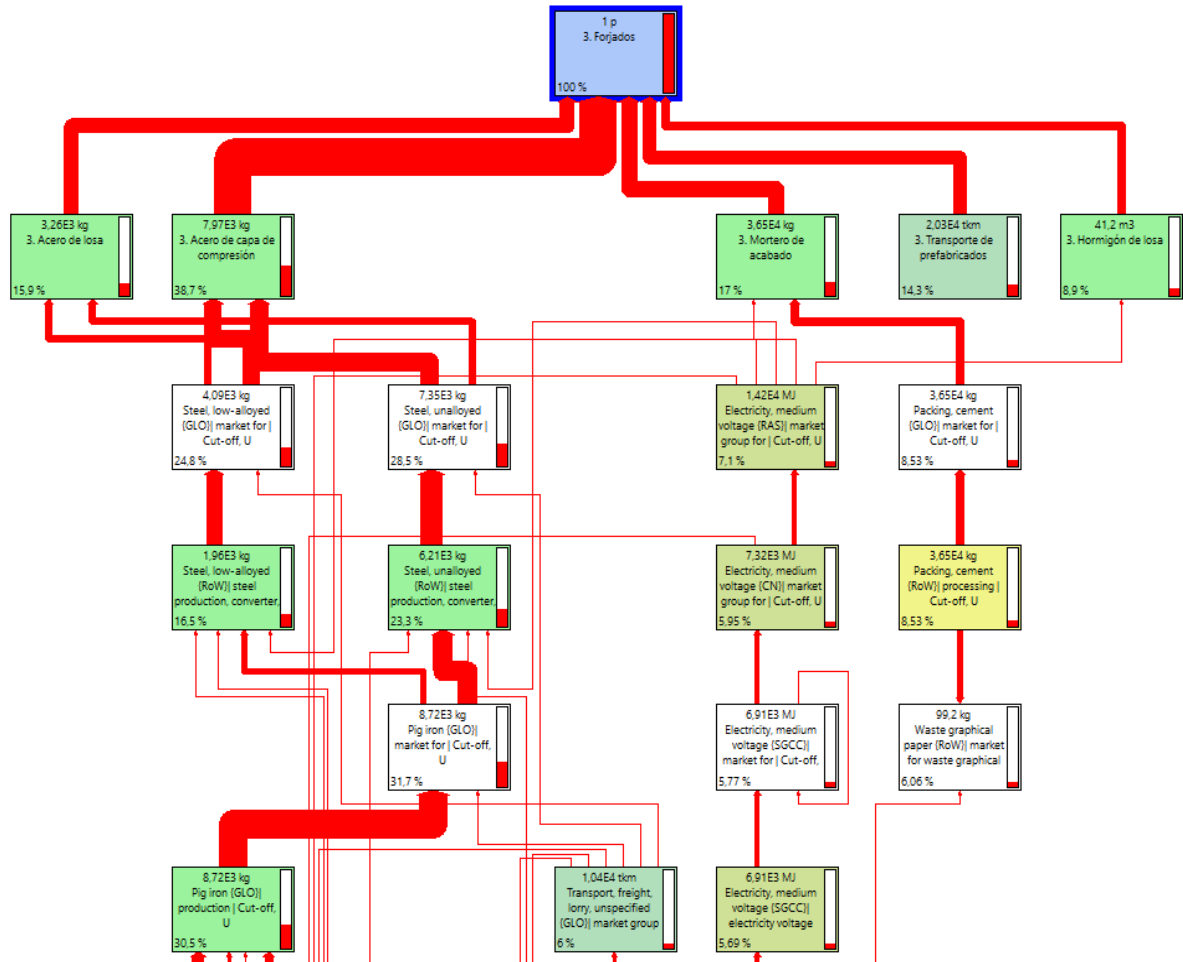 1 p
3. Forjados
100 %
3,26E3 kg
3. Acero de losa
15,9 %
7,97E3 kg
3. Acero de capa de
compresión
38,7 %
3,65E4 kg
3. Mortero de
acabado
17 %
2,03E4 tkm
3. Transporte de
prefabricados
14,3 %
41,2 m3
3. Hormigón de losa
8,9 %
4,09E3 kg
Steel, low-alloyed
{GLO}| market for |
Cut-off, U
24,8 %
7,35E3 kg
Steel, unalloyed
{GLO}| market for |
Cut-off, U
28,5 %
1,42E4 MJ
Electricity, medium
voltage {RAS}| market
group for | Cut-off, U
7,1 %
3,65E4 kg
Packing, cement
{GLO}| market for |
Cut-off, U
8,53 %
1,96E3 kg
Steel, low-alloyed
{RoW}| steel
production, converter,
16,5 %
6,21E3 kg
Steel, unalloyed
{RoW}| steel
production, converter,
23,3 %
7,32E3 MJ
Electricity, medium
voltage {CN}| market
group for | Cut-off, U
5,95 %
3,65E4 kg
Packing, cement
{RoW}| processing |
Cut-off, U
8,53 %
8,72E3 kg
Pig iron {GLO}|
market for | Cut-off,
U
31,7 %
6,91E3 MJ
Electricity, medium
voltage {SGCC}|
market for | Cut-off,
5,77 %
99,2 kg
Waste graphical
paper {RoW}| market
for waste graphical
6,06 %
8,72E3 kg
Pig iron {GLO}|
production | Cut-off,
U
30,5 %
1,04E4 tkm
Transport, freight,
lorry, unspecified
{GLO}| market group
6 %
6,91E3 MJ
Electricity, medium
voltage {SGCC}|
electricity voltage
5,69 %